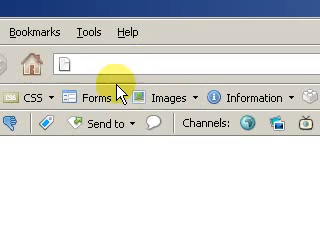 Bookmarks Tools Help
CSS Forms Images Information
Send to Channels: